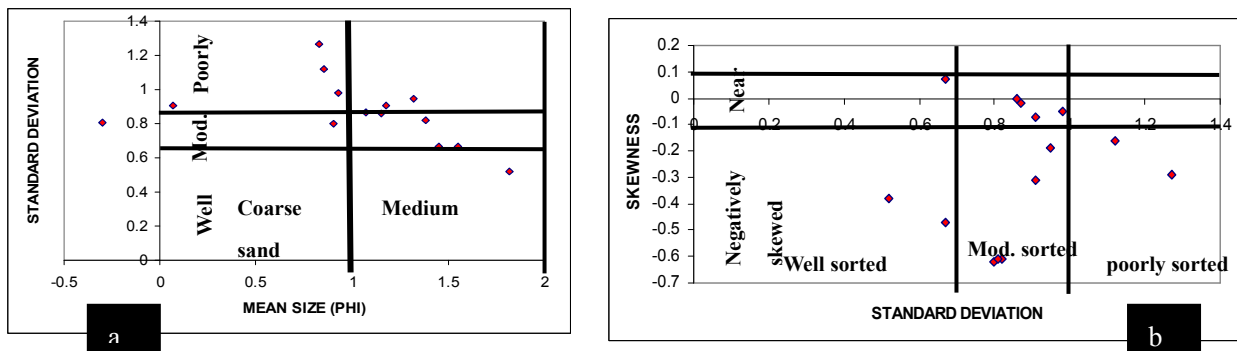 STANDARD DEVIATION
1.4
1.2
1
0.8
0.6
0.4
0.2
0
Poorly
Mod.
Well
Coarse
sand
Medium
-0.5
0
0.5
1
1.5
2
MEAN SIZE (PHI)
a
SKEWNESS
0.2
0.1
0
-0.1
-0.2
-0.3
-0.4
-0.5
-0.6
-0.7
0.0
0.2
0.4
0.6
0.8
1.0
1.2
1.4
Near
Negatively
skewed
Well sorted
Mod. sorted
poorly sorted
STANDARD DEVIATION
b